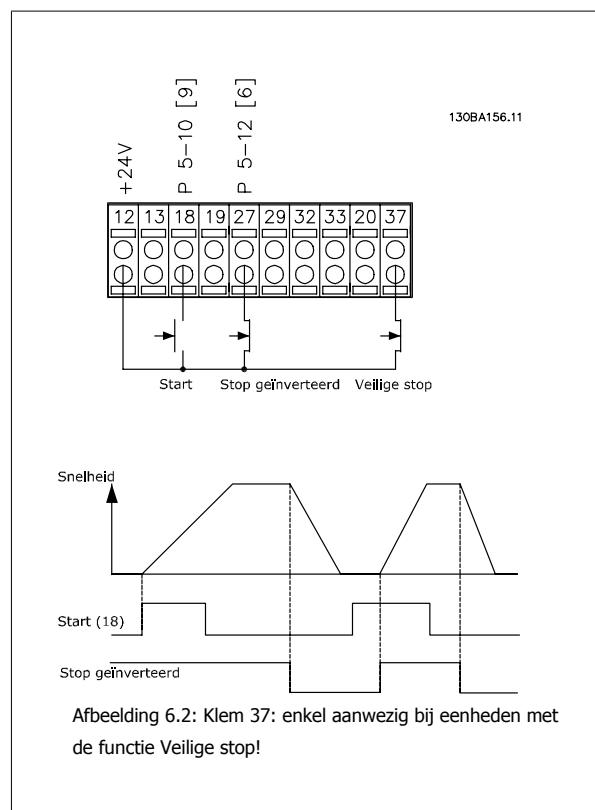 +24V
P 5-10 [9]
P 5-12 [6]
130BA156.11
12 13 18 19 27 29 32 33 20 37
Start Stop geïnverteerd Veilige stop
Snelheid
Start (18)
Stop geïnverteerd
Afbeelding 6.2: Klem 37: enkel aanwezig bij eenheden met
de functie Veilige stop!